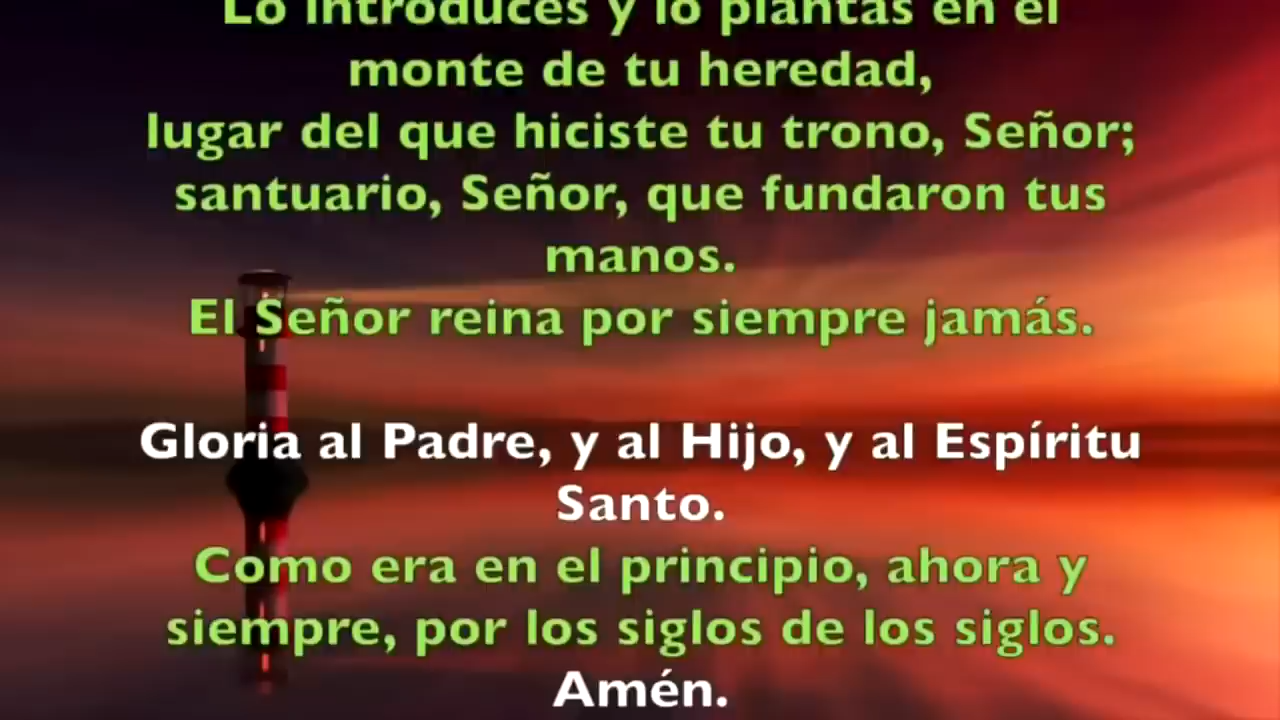 Lo introduces y lo plantas en el
monte de tu heredad,
lugar del que hiciste tu trono, Señor;
santuario, Señor, que fundaron tus
manos.
El Señor reina por siempre jamás.
Gloria al Padre, y al Hijo, y al Espíritu
Santo.
Como era en el principio, ahora y
siempre, por los siglos de los siglos.
Amén.